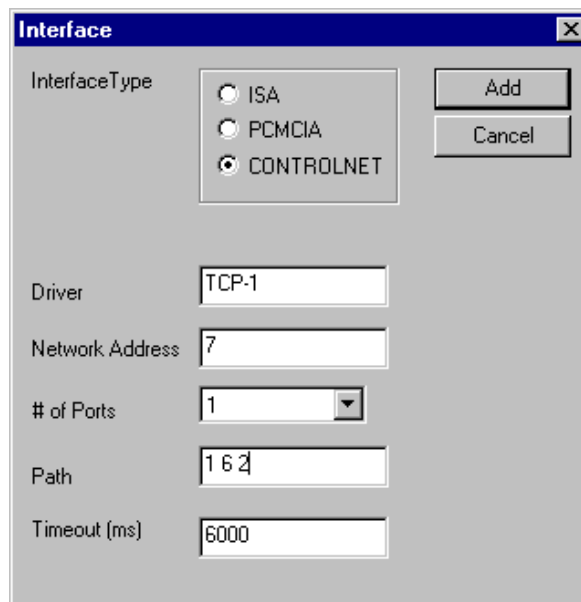 Interface
InterfaceType
ISA
PCMCIA
CONTROLNET
Add
Cancel
Driver
TCP-1
Network Address
7
# of Ports
1
Path
1 6 2
Timeout (ms)
6000